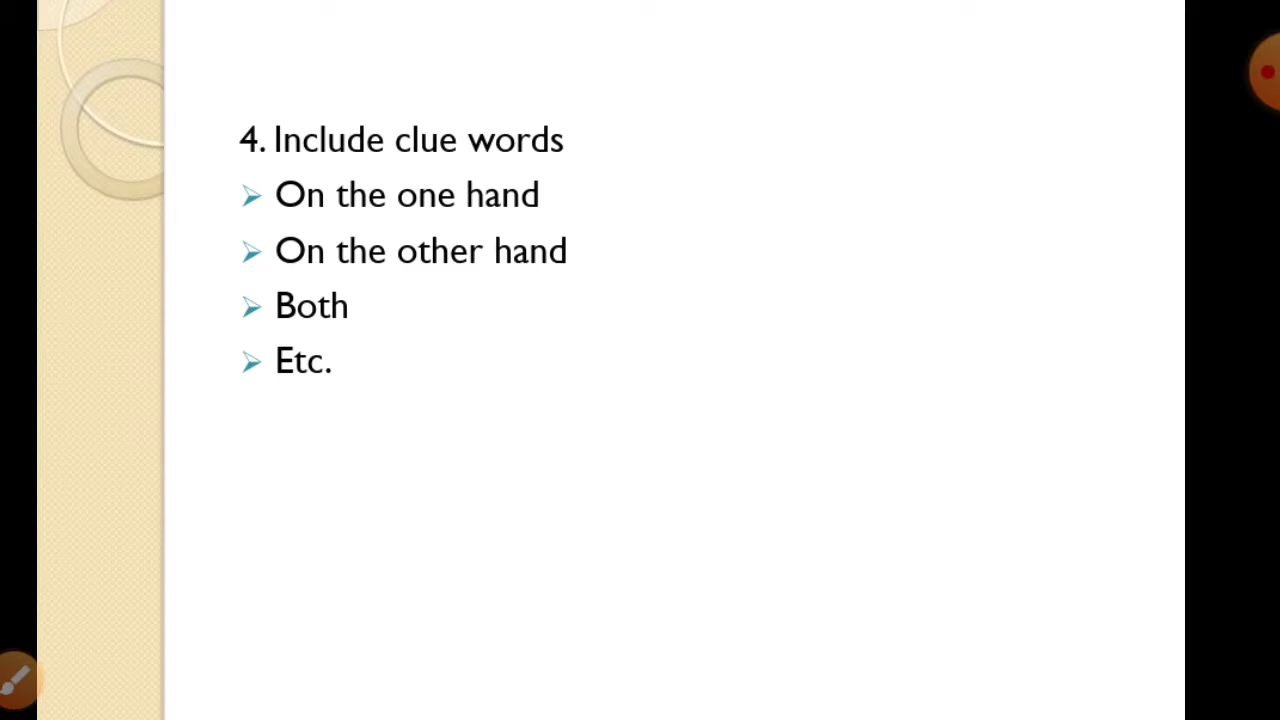 4. Include clue words
On the one hand
On the other hand
Both
Etc.